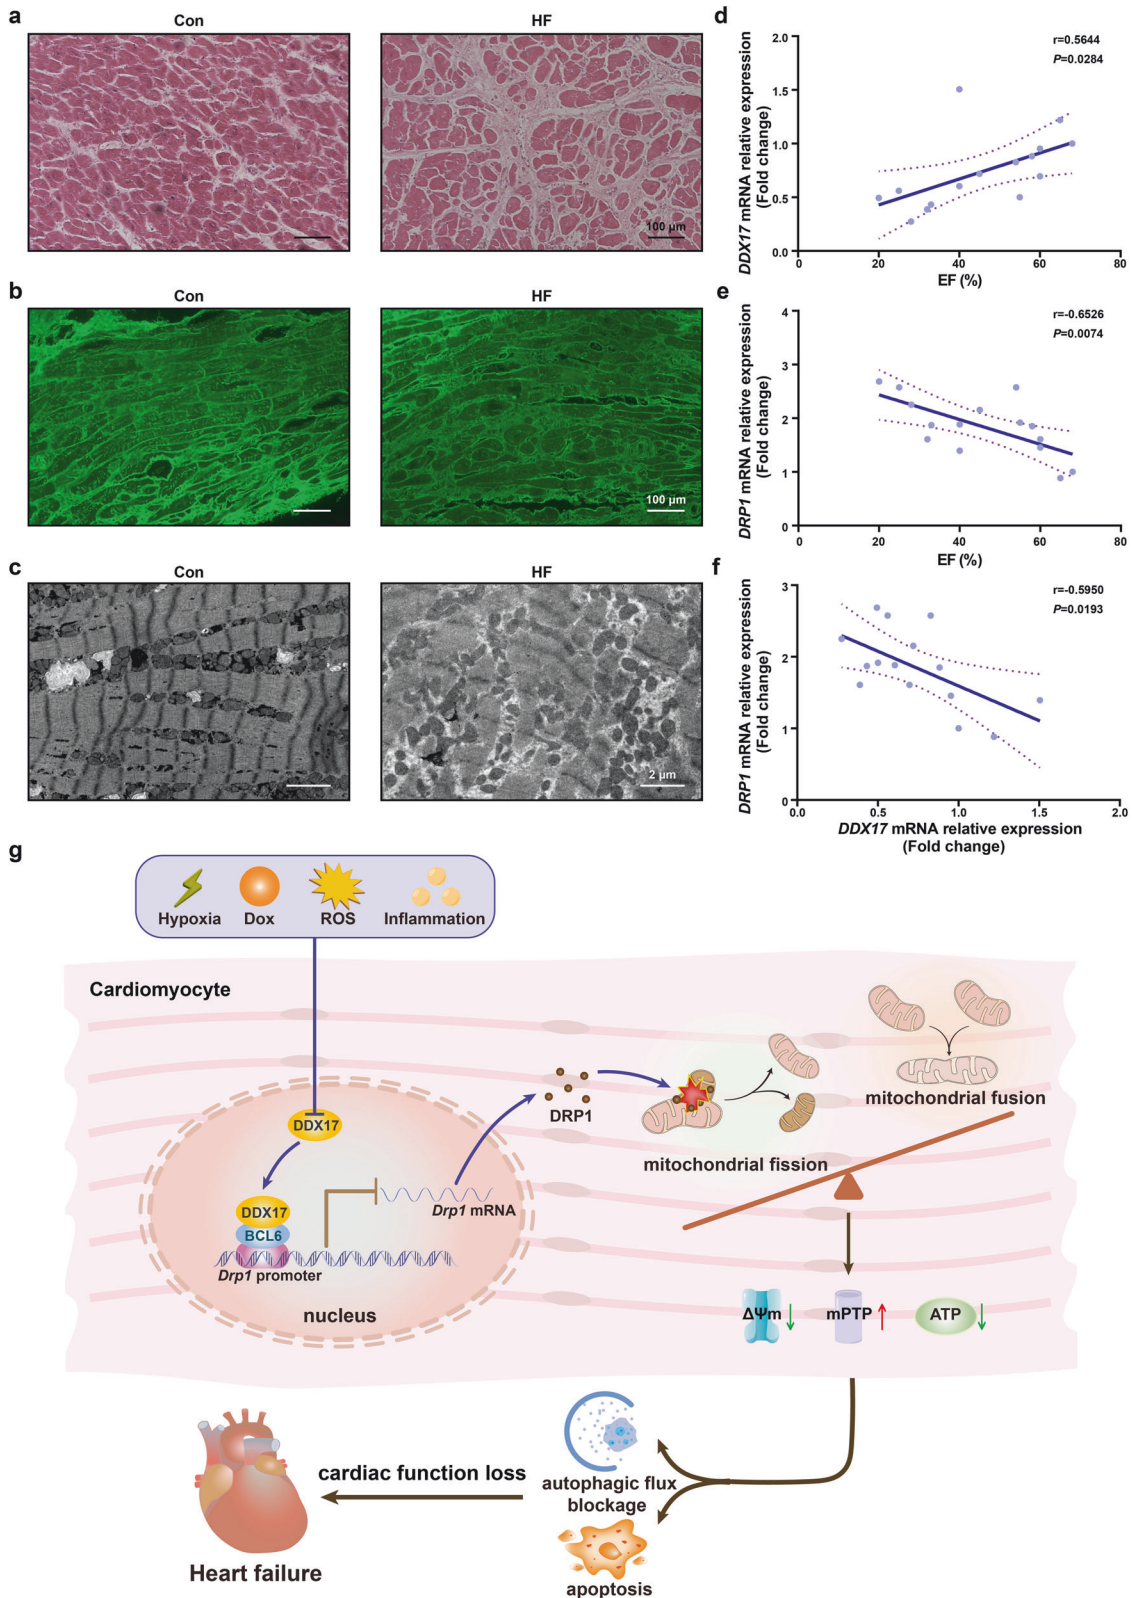 a
Con
HF
100 μm
b
Con
HF
100 μm
c
Con
HF
2 μm
d
DDX17 mRNA relative expression
(Fold change)
2.0
1.5
1.0
0.5
0.0
0
20
40
60
80
EF (%)
r=0.5644
P=0.0284
e
DRP1 mRNA relative expression
(Fold change)
4
3
2
1
0
0
20
40
60
80
EF (%)
r=-0.6526
P=0.0074
f
DRP1 mRNA relative expression
(Fold change)
3
2
1
0
0.0
0.5
1.0
1.5
2.0
DDX17 mRNA relative expression
(Fold change)
r=-0.5950
P=0.0193
g
Hypoxia
Dox
ROS
Inflammation
Cardiomyocyte
DDX17
DDX17
BCL6
Drp1 promoter
Drp1 mRNA
nucleus
DRP1
mitochondrial fission
mitochondrial fusion
ΔΨm
mPTP
ATP
autophagic flux
blockage
apoptosis
cardiac function loss
Heart failure